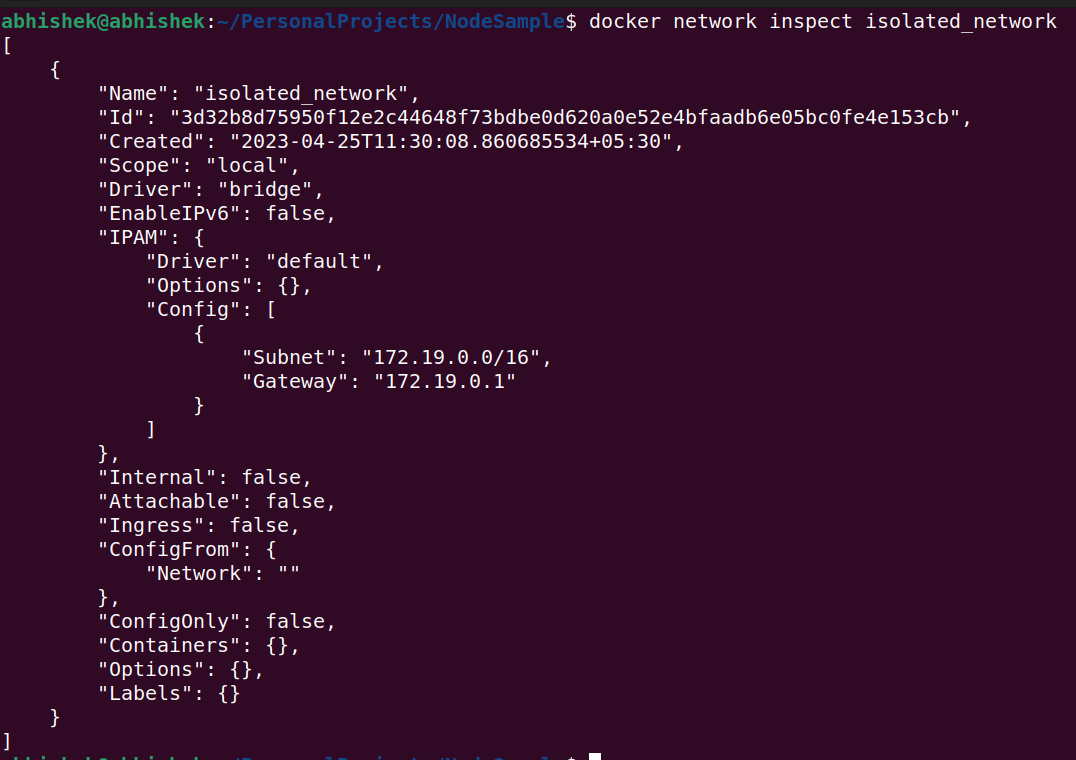 abhishek@abhishek:~/PersonalProjects/NodeSample$ docker network inspect isolated_network
[
    {
        "Name": "isolated_network",
        "Id": "3d32b8d75950f12e2c44648f73bdbe0d620a0e52e4bfaadb6e05bc0fe4e153cb",
        "Created": "2023-04-25T11:30:08.860685534+05:30",
        "Scope": "local",
        "Driver": "bridge",
        "EnableIPv6": false,
        "IPAM": {
            "Driver": "default",
            "Options": {},
            "Config": [
                {
                    "Subnet": "172.19.0.0/16",
                    "Gateway": "172.19.0.1"
                }
            ]
        },
        "Internal": false,
        "Attachable": false,
        "Ingress": false,
        "ConfigFrom": {
            "Network": ""
        },
        "ConfigOnly": false,
        "Containers": {},
        "Options": {},
        "Labels": {}
    }
]